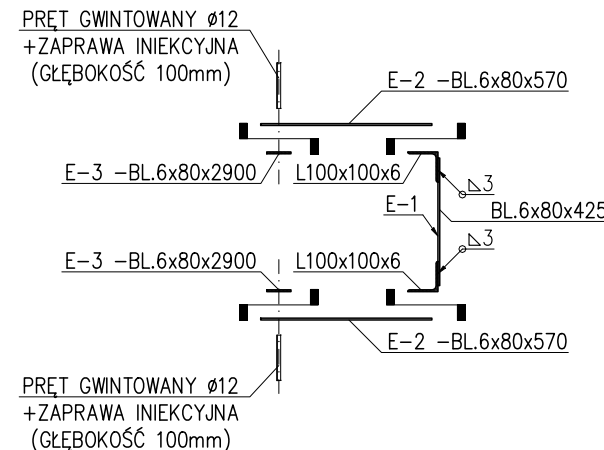 PRĘT GWINTOWANY ø12
+ZAPRAWA INIEKCYJNA
(GŁĘBOKOŚĆ 100mm)
E-2 -BL.6x80x570
E-3 -BL.6x80x2900
L100x100x6
3
E-1
BL.6x80x425
3
E-3 -BL.6x80x2900
L100x100x6
E-2 -BL.6x80x570
PRĘT GWINTOWANY ø12
+ZAPRAWA INIEKCYJNA
(GŁĘBOKOŚĆ 100mm)